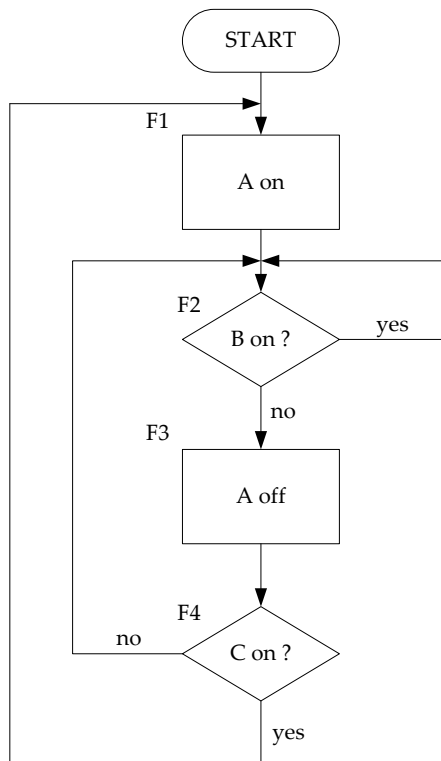 START
F1
A on
F2
B on ?
yes
no
F3
A off
F4
no
C on ?
yes